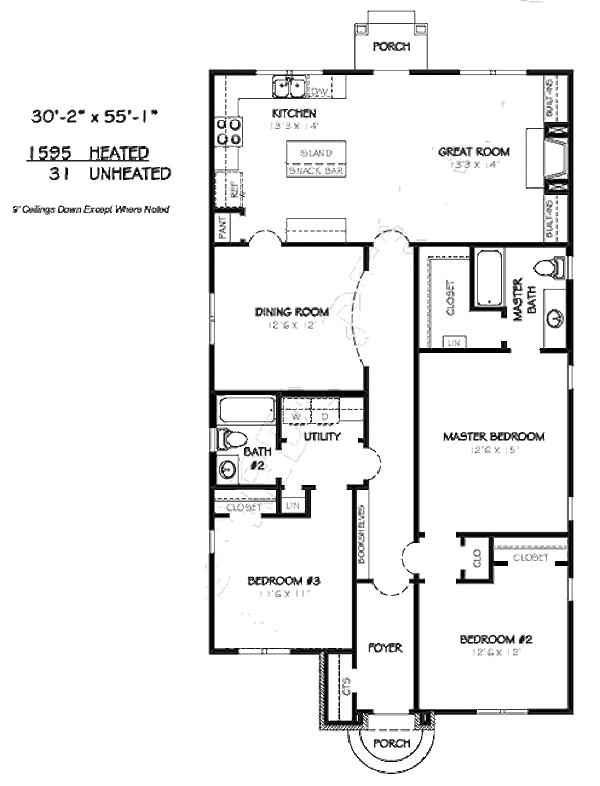 PORCH
30'-2" x 55'-1"
1595 HEATED
31 UNHEATED
9' Ceilings Down Except Where Noted
DW
KITCHEN
13'3 X 14'
ISLAND
SNACK BAR
REF
PANT
GREAT ROOM
13'3 X 14'
BUILT-INS
BUILT-INS
DINING ROOM
12'6 X 12'
CLOSET
LIN
MASTER
BATH
W D
UTILITY
BATH
#2
MASTER BEDROOM
12'6 X 15'
CLOSET
LIN
BOOKSHELVES
CLO
CLOSET
BEDROOM #3
11'6 X 11'
FOYER
BEDROOM #2
12'6 X 12'
CTS
PORCH